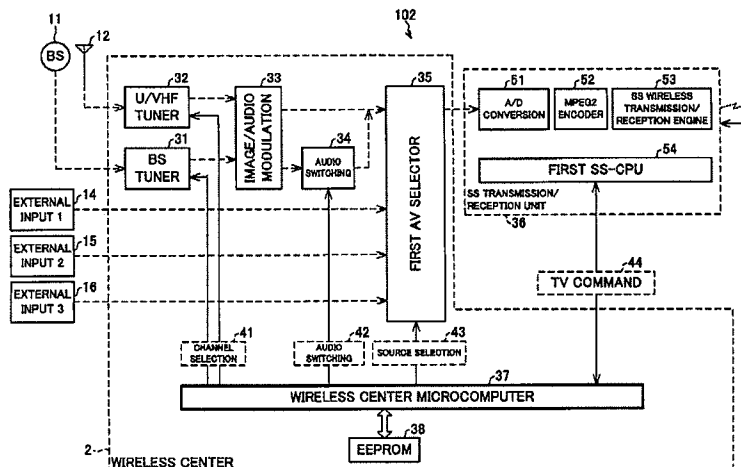 102
11
BS
12
32
U/VHF
TUNER
31
BS
TUNER
33
IMAGE/AUDIO
MODULATION
34
AUDIO
SWITCHING
35
FIRST AV SELECTOR
51
A/D
CONVERSION
52
MPEG2
ENCODER
53
SS WIRELESS
TRANSMISSION/
RECEPTION ENGINE
54
FIRST SS-CPU
SS TRANSMISSION/
RECEPTION UNIT
36
14
EXTERNAL
INPUT 1
15
EXTERNAL
INPUT 2
16
EXTERNAL
INPUT 3
41
CHANNEL
SELECTION
42
AUDIO
SWITCHING
43
SOURCE SELECTION
44
TV COMMAND
37
WIRELESS CENTER MICROCOMPUTER
38
EEPROM
2
WIRELESS CENTER